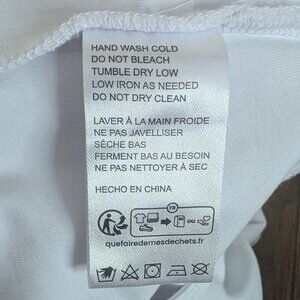 HAND WASH COLD
DO NOT BLEACH
TUMBLE DRY LOW
LOW IRON AS NEEDED
DO NOT DRY CLEAN
LAVER À LA MAIN FROIDE
NE PAS JAVELLISER
SÈCHE BAS
FERMENT BAS AU BESOIN
NE PAS NETTOYER À SEC
HECHO EN CHINA
FR
OU
quefairedemesdechets.fr